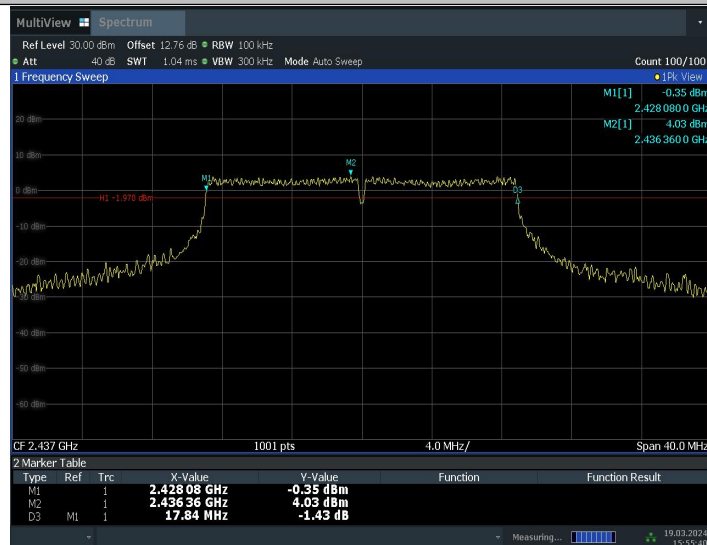 MultiView Spectrum
Ref Level 30.00 dBm Offset 12.76 dB RBW 100 kHz
Att 40 dB SWT 1.04 ms VBW 300 kHz Mode Auto Sweep Count 100/100
1 Frequency Sweep 1Pk View
M1[1] -0.35 dBm
2.428 080 0 GHz
M2[1] 4.03 dBm
2.436 360 0 GHz
20 dBm
10 dBm
M2
M1
0 dBm
D3
H1 -1.970 dBm
-10 dBm
-20 dBm
-30 dBm
-40 dBm
-50 dBm
-60 dBm
CF 2.437 GHz 1001 pts 4.0 MHz/ Span 40.0 MHz
2 Marker Table
Type Ref Trc X-Value Y-Value Function Function Result
M1 1 2.428 08 GHz -0.35 dBm
M2 1 2.436 36 GHz 4.03 dBm
D3 M1 1 17.84 MHz -1.43 dB
Measuring... 19.03.2024
15:55:40